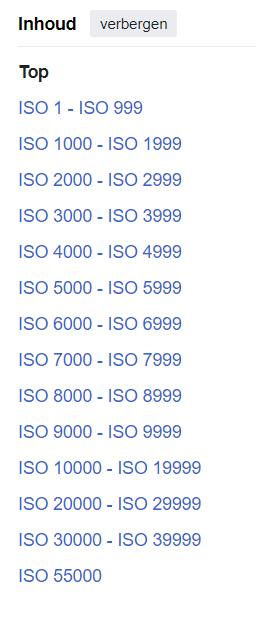 Inhoud verbergen
Top
ISO 1 - ISO 999
ISO 1000 - ISO 1999
ISO 2000 - ISO 2999
ISO 3000 - ISO 3999
ISO 4000 - ISO 4999
ISO 5000 - ISO 5999
ISO 6000 - ISO 6999
ISO 7000 - ISO 7999
ISO 8000 - ISO 8999
ISO 9000 - ISO 9999
ISO 10000 - ISO 19999
ISO 20000 - ISO 29999
ISO 30000 - ISO 39999
ISO 55000